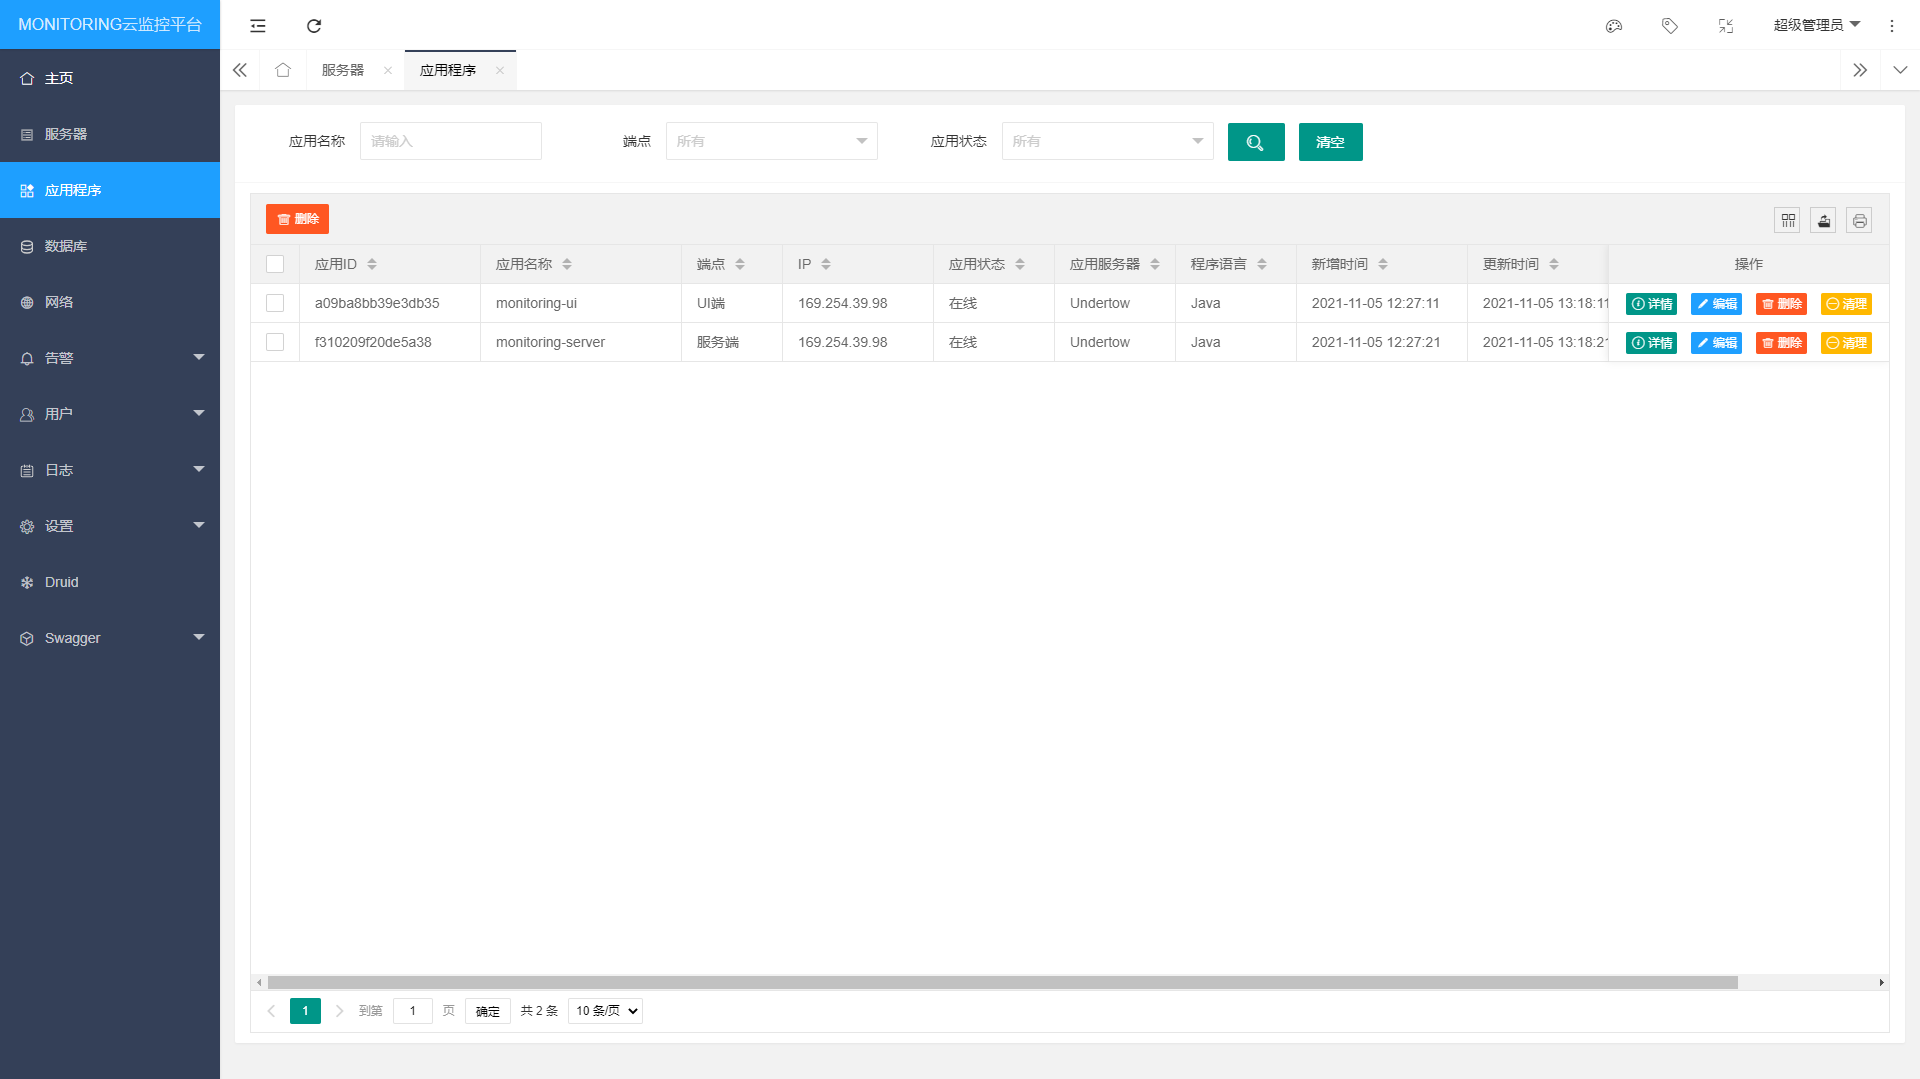 MONITORING云监控平台
超级管理员
主页
服务器
应用程序
数据库
网络
告警
用户
日志
设置
Druid
Swagger
服务器
应用程序
应用名称 请输入 端点 所有 应用状态 所有 清空
删除
应用ID 应用名称 端点 IP 应用状态 应用服务器 程序语言 新增时间 更新时间 操作
a09ba8bb39e3db35 monitoring-ui UI端 169.254.39.98 在线 Undertow Java 2021-11-05 12:27:11 2021-11-05 13:18:11 详情 编辑 删除 清理
f310209f20de5a38 monitoring-server 服务端 169.254.39.98 在线 Undertow Java 2021-11-05 12:27:21 2021-11-05 13:18:21 详情 编辑 删除 清理
1 到第 1 页 确定 共 2 条 10 条/页